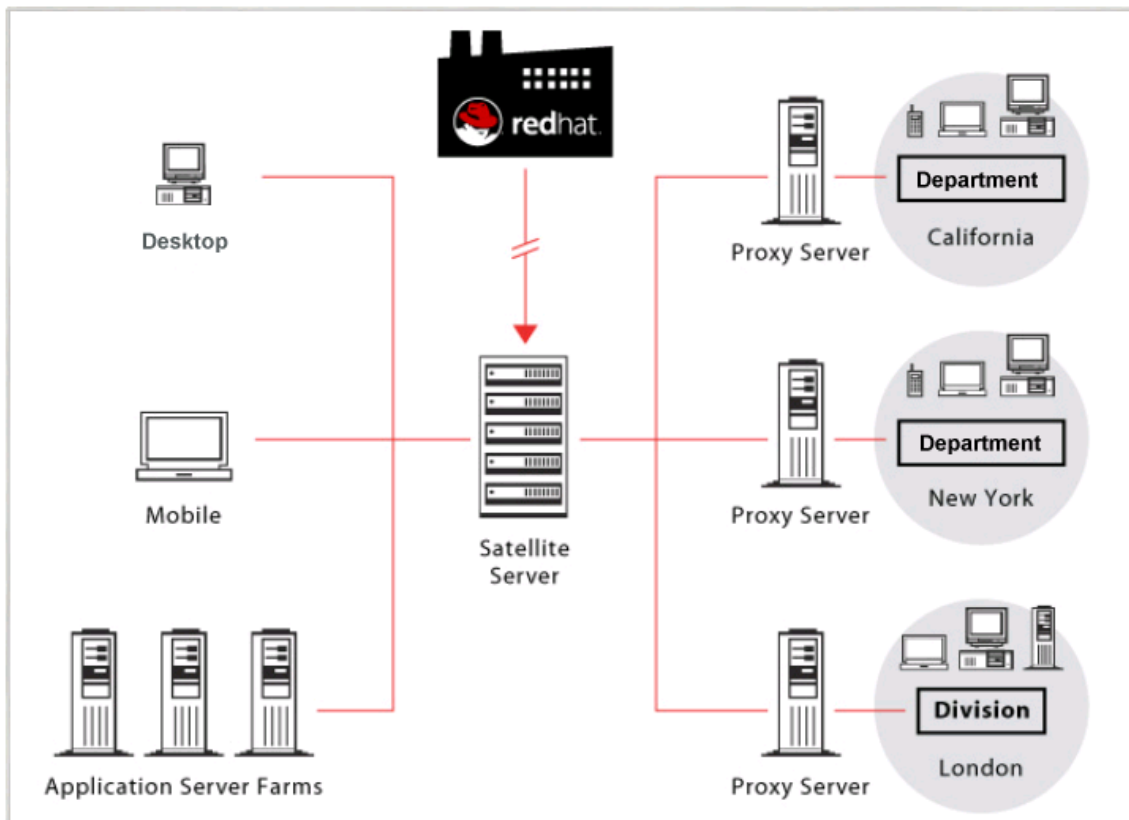 redhat.
Desktop
Mobile
Application Server Farms
Satellite
Server
Proxy Server
Department
California
Proxy Server
Department
New York
Proxy Server
Division
London